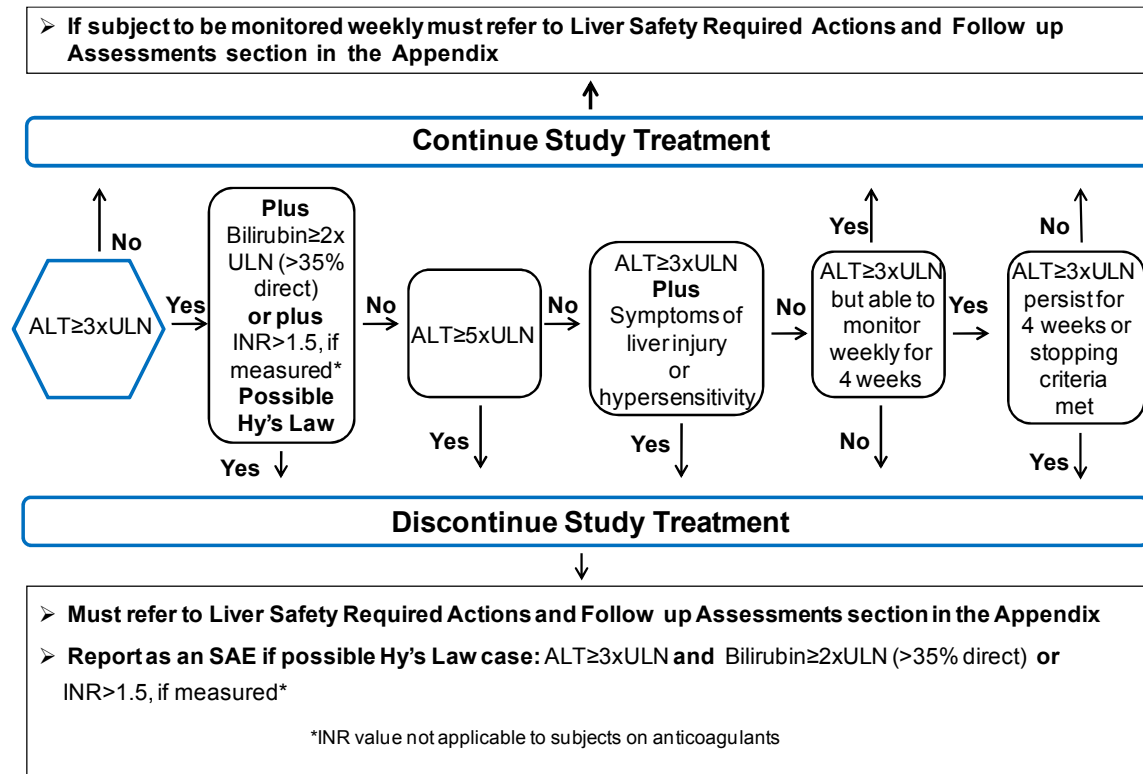 ➢ If subject to be monitored weekly must refer to Liver Safety Required Actions and Follow up
Assessments section in the Appendix
Continue Study Treatment
No
ALT≥3xULN
Yes
Plus
Bilirubin≥2x
ULN (>35%
direct)
or plus
INR>1.5, if
measured*
Possible
Hy's Law
Yes
No
ALT≥5xULN
Yes
No
ALT≥3xULN
Plus
Symptoms of
liver injury
or
hypersensitivity
Yes
No
Yes
ALT≥3xULN
but able to
monitor
weekly for
4 weeks
No
Yes
No
ALT≥3xULN
persist for
4 weeks or
stopping
criteria
met
Yes
Discontinue Study Treatment
➢ Must refer to Liver Safety Required Actions and Follow up Assessments section in the Appendix
➢ Report as an SAE if possible Hy's Law case: ALT≥3xULN and Bilirubin≥2xULN (>35% direct) or
INR>1.5, if measured*
*INR value not applicable to subjects on anticoagulants